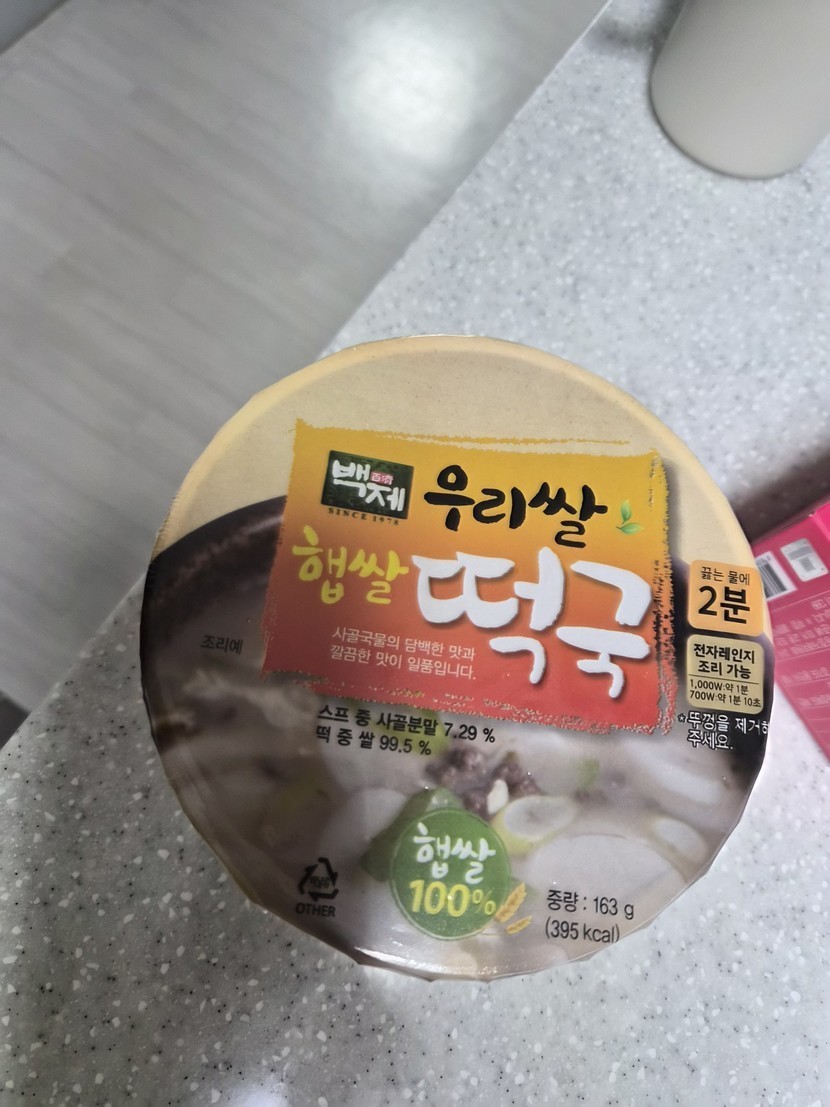 백제
百濟
SINCE 1978
우리쌀
햅쌀 떡국
사골국물의 담백한 맛과
깔끔한 맛이 일품입니다.
조리예
끓는 물에
2분
전자레인지
조리 가능
1,000W:약 1분
700W:약 1분 10초
*뚜껑을 제거하
주세요.
스프 중 사골분말 7.29 %
떡 중 쌀 99.5 %
햅쌀
100%
OTHER
중량 : 163 g
(395 kcal)